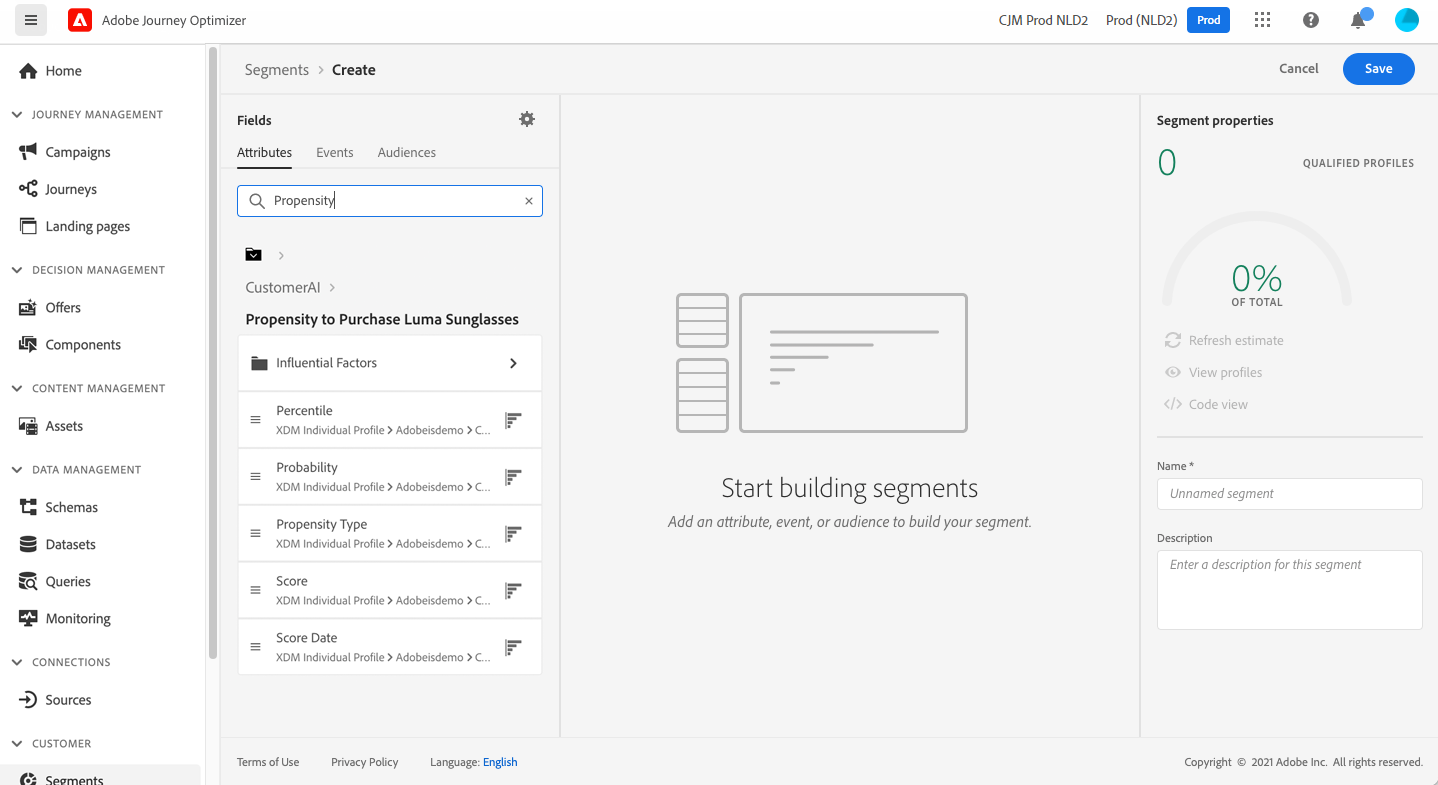 Adobe Journey Optimizer
CJM Prod NLD2
Prod (NLD2)
Prod
Home
JOURNEY MANAGEMENT
Campaigns
Journeys
Landing pages
DECISION MANAGEMENT
Offers
Components
CONTENT MANAGEMENT
Assets
DATA MANAGEMENT
Schemas
Datasets
Queries
Monitoring
CONNECTIONS
Sources
CUSTOMER
Segments
Segments > Create
Cancel
Save
Fields
Attributes
Events
Audiences
Propensity
CustomerAI >
Propensity to Purchase Luma Sunglasses
Influential Factors
Percentile
XDM Individual Profile > Adobeisdemo > C...
Probability
XDM Individual Profile > Adobeisdemo > C...
Propensity Type
XDM Individual Profile > Adobeisdemo > C...
Score
XDM Individual Profile > Adobeisdemo > C...
Score Date
XDM Individual Profile > Adobeisdemo > C...
Start building segments
Add an attribute, event, or audience to build your segment.
Segment properties
0
QUALIFIED PROFILES
0%
OF TOTAL
Refresh estimate
View profiles
Code view
Name *
Unnamed segment
Description
Enter a description for this segment
Terms of Use
Privacy Policy
Language: English
Copyright © 2021 Adobe Inc. All rights reserved.